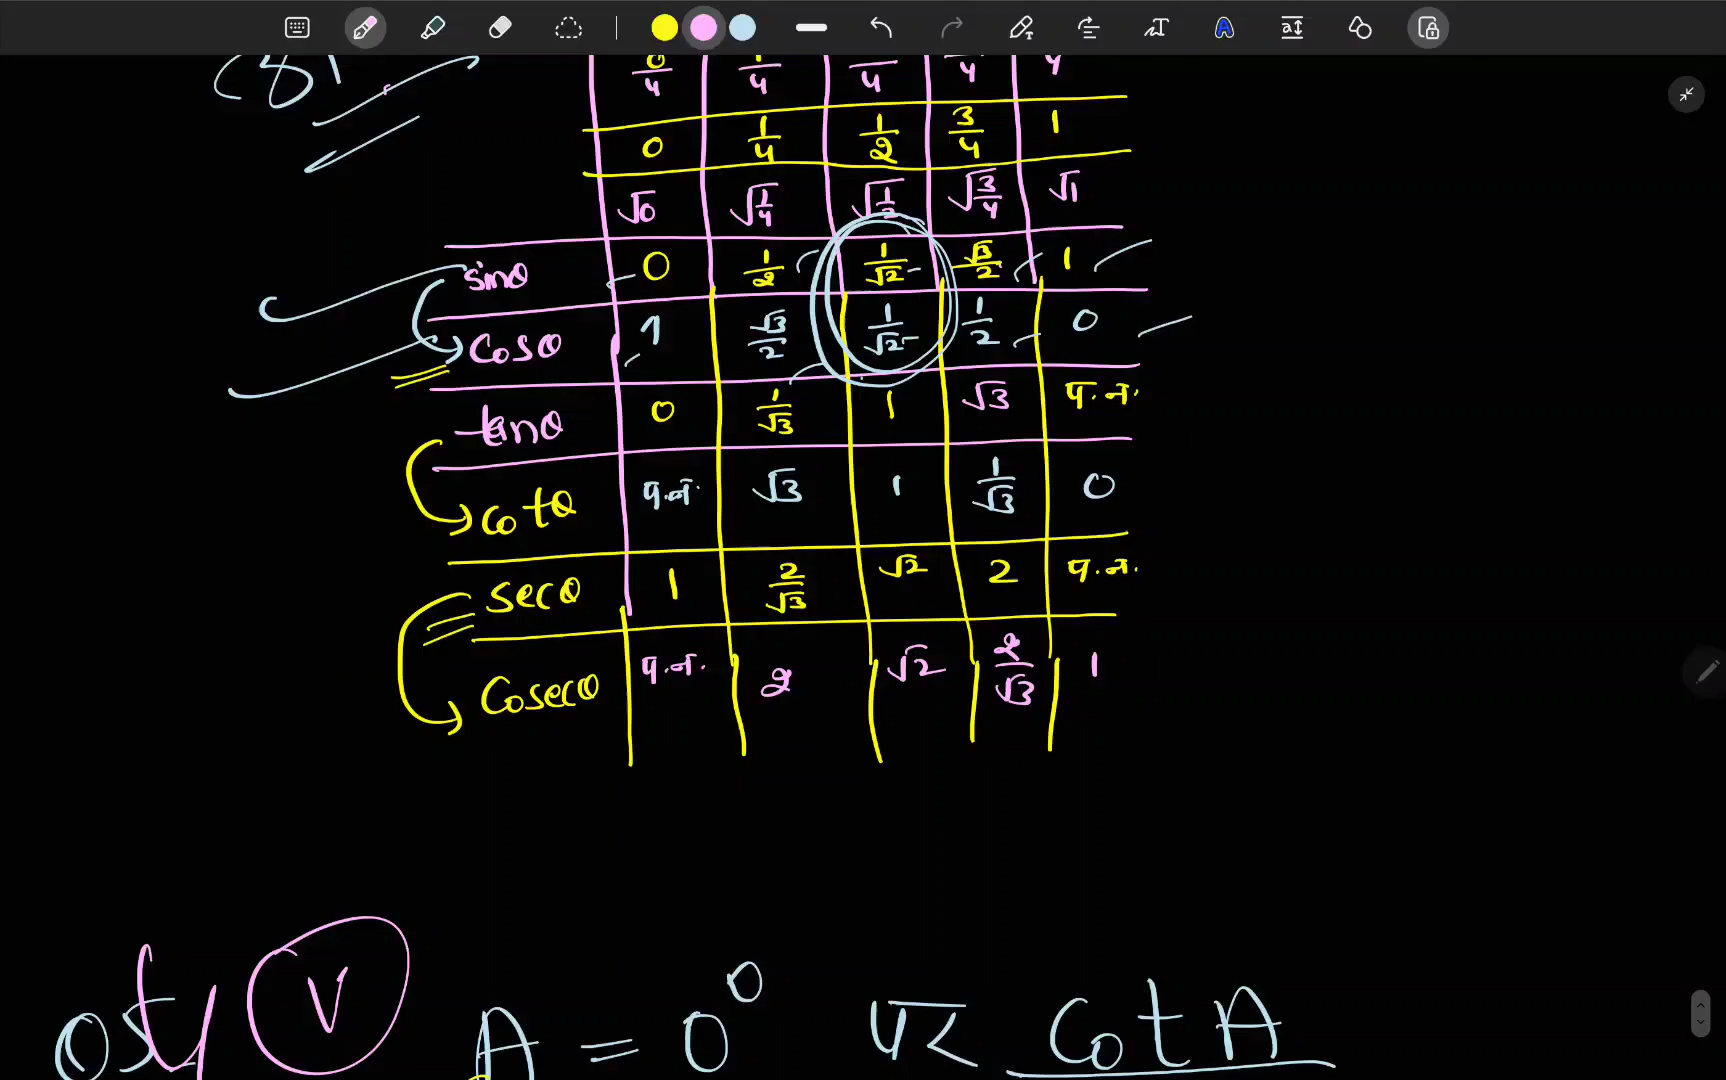 (8)
0/4 1/4 /4 /4 4
0 1/4 1/2 3/4 1
√0 √1/4 √1/2 √3/4 √1
sinθ 0 1/2 1/√2 √3/2 1
Cosθ 1 √3/2 1/√2 1/2 0
tanθ 0 1/√3 1 √3 प.न.
cotθ प.न. √3 1 1/√3 0
secθ 1 2/√3 √2 2 प.न.
Cosecθ प.न. 2 √2 2/√3 1
(V) A = 0° पर CotA